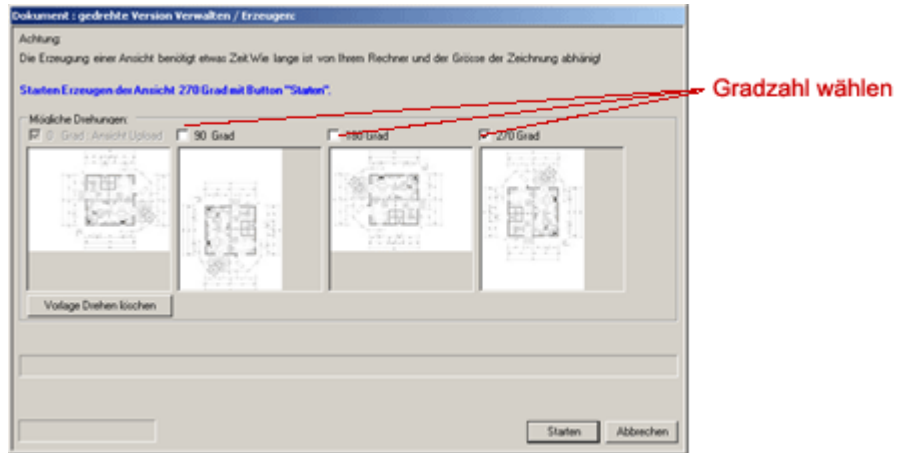 Dokument : gedrehte Version Verwalten / Erzeugen:
Achtung:
Die Erzeugung einer Ansicht benötigt etwas Zeit.Wie lange ist von Ihrem Rechner und der Grösse der Zeichnung abhänig!
Starten Erzeugen der Ansicht 270 Grad mit Button "Starten".
Gradzahl wählen
Mögliche Drehungen:
0 Grad : Ansicht Upload 90 Grad 180 Grad 270 Grad
Vorlage Drehen löschen
Starten Abbrechen